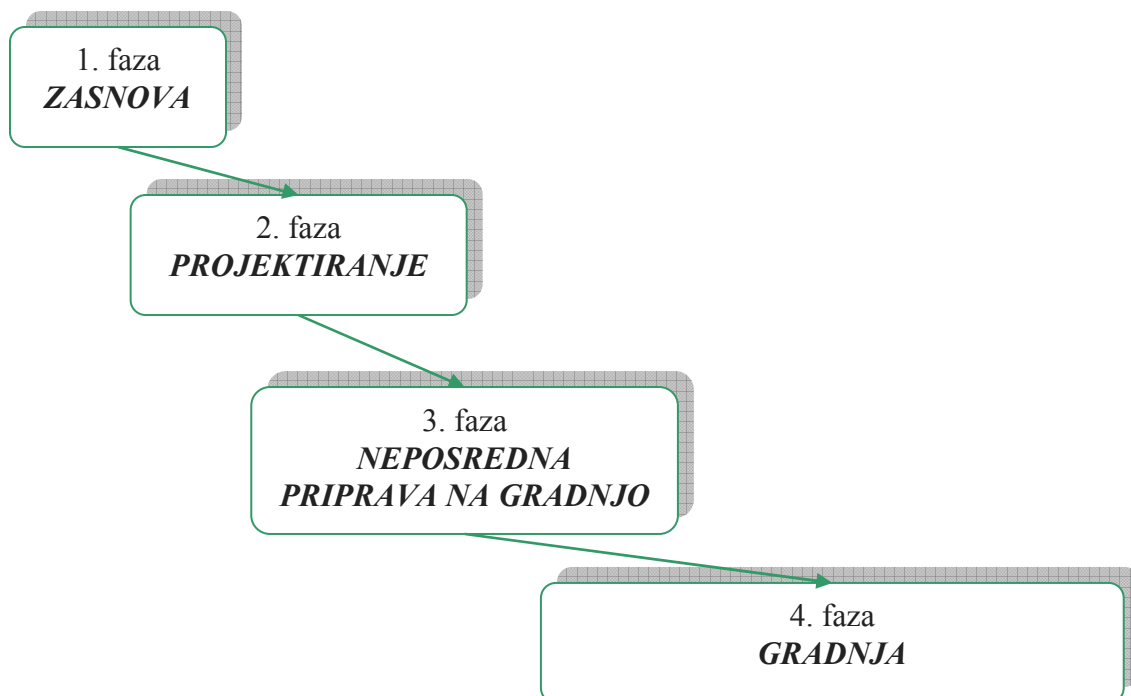 1. faza
ZASNOVA
2. faza
PROJEKTIRANJE
3. faza
NEPOSREDNA
PRIPRAVA NA GRADNJO
4. faza
GRADNJA